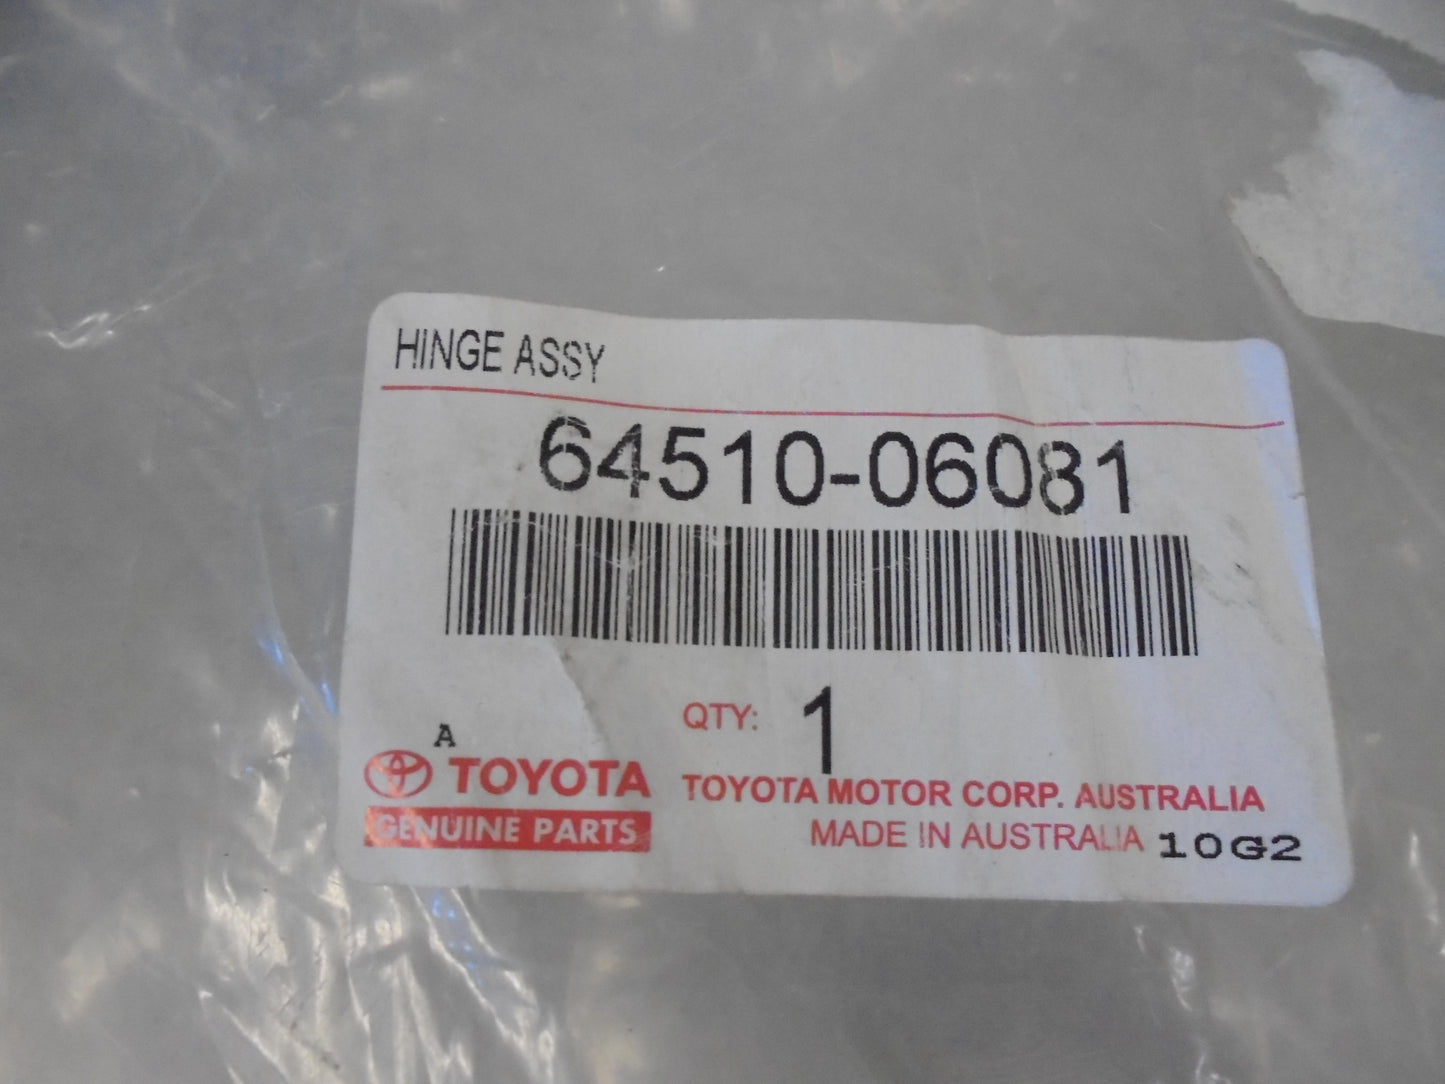 HINGE ASSY
64510-06081
QTY: 1
A
TOYOTA
GENUINE PARTS
TOYOTA MOTOR CORP. AUSTRALIA
MADE IN AUSTRALIA 10G2